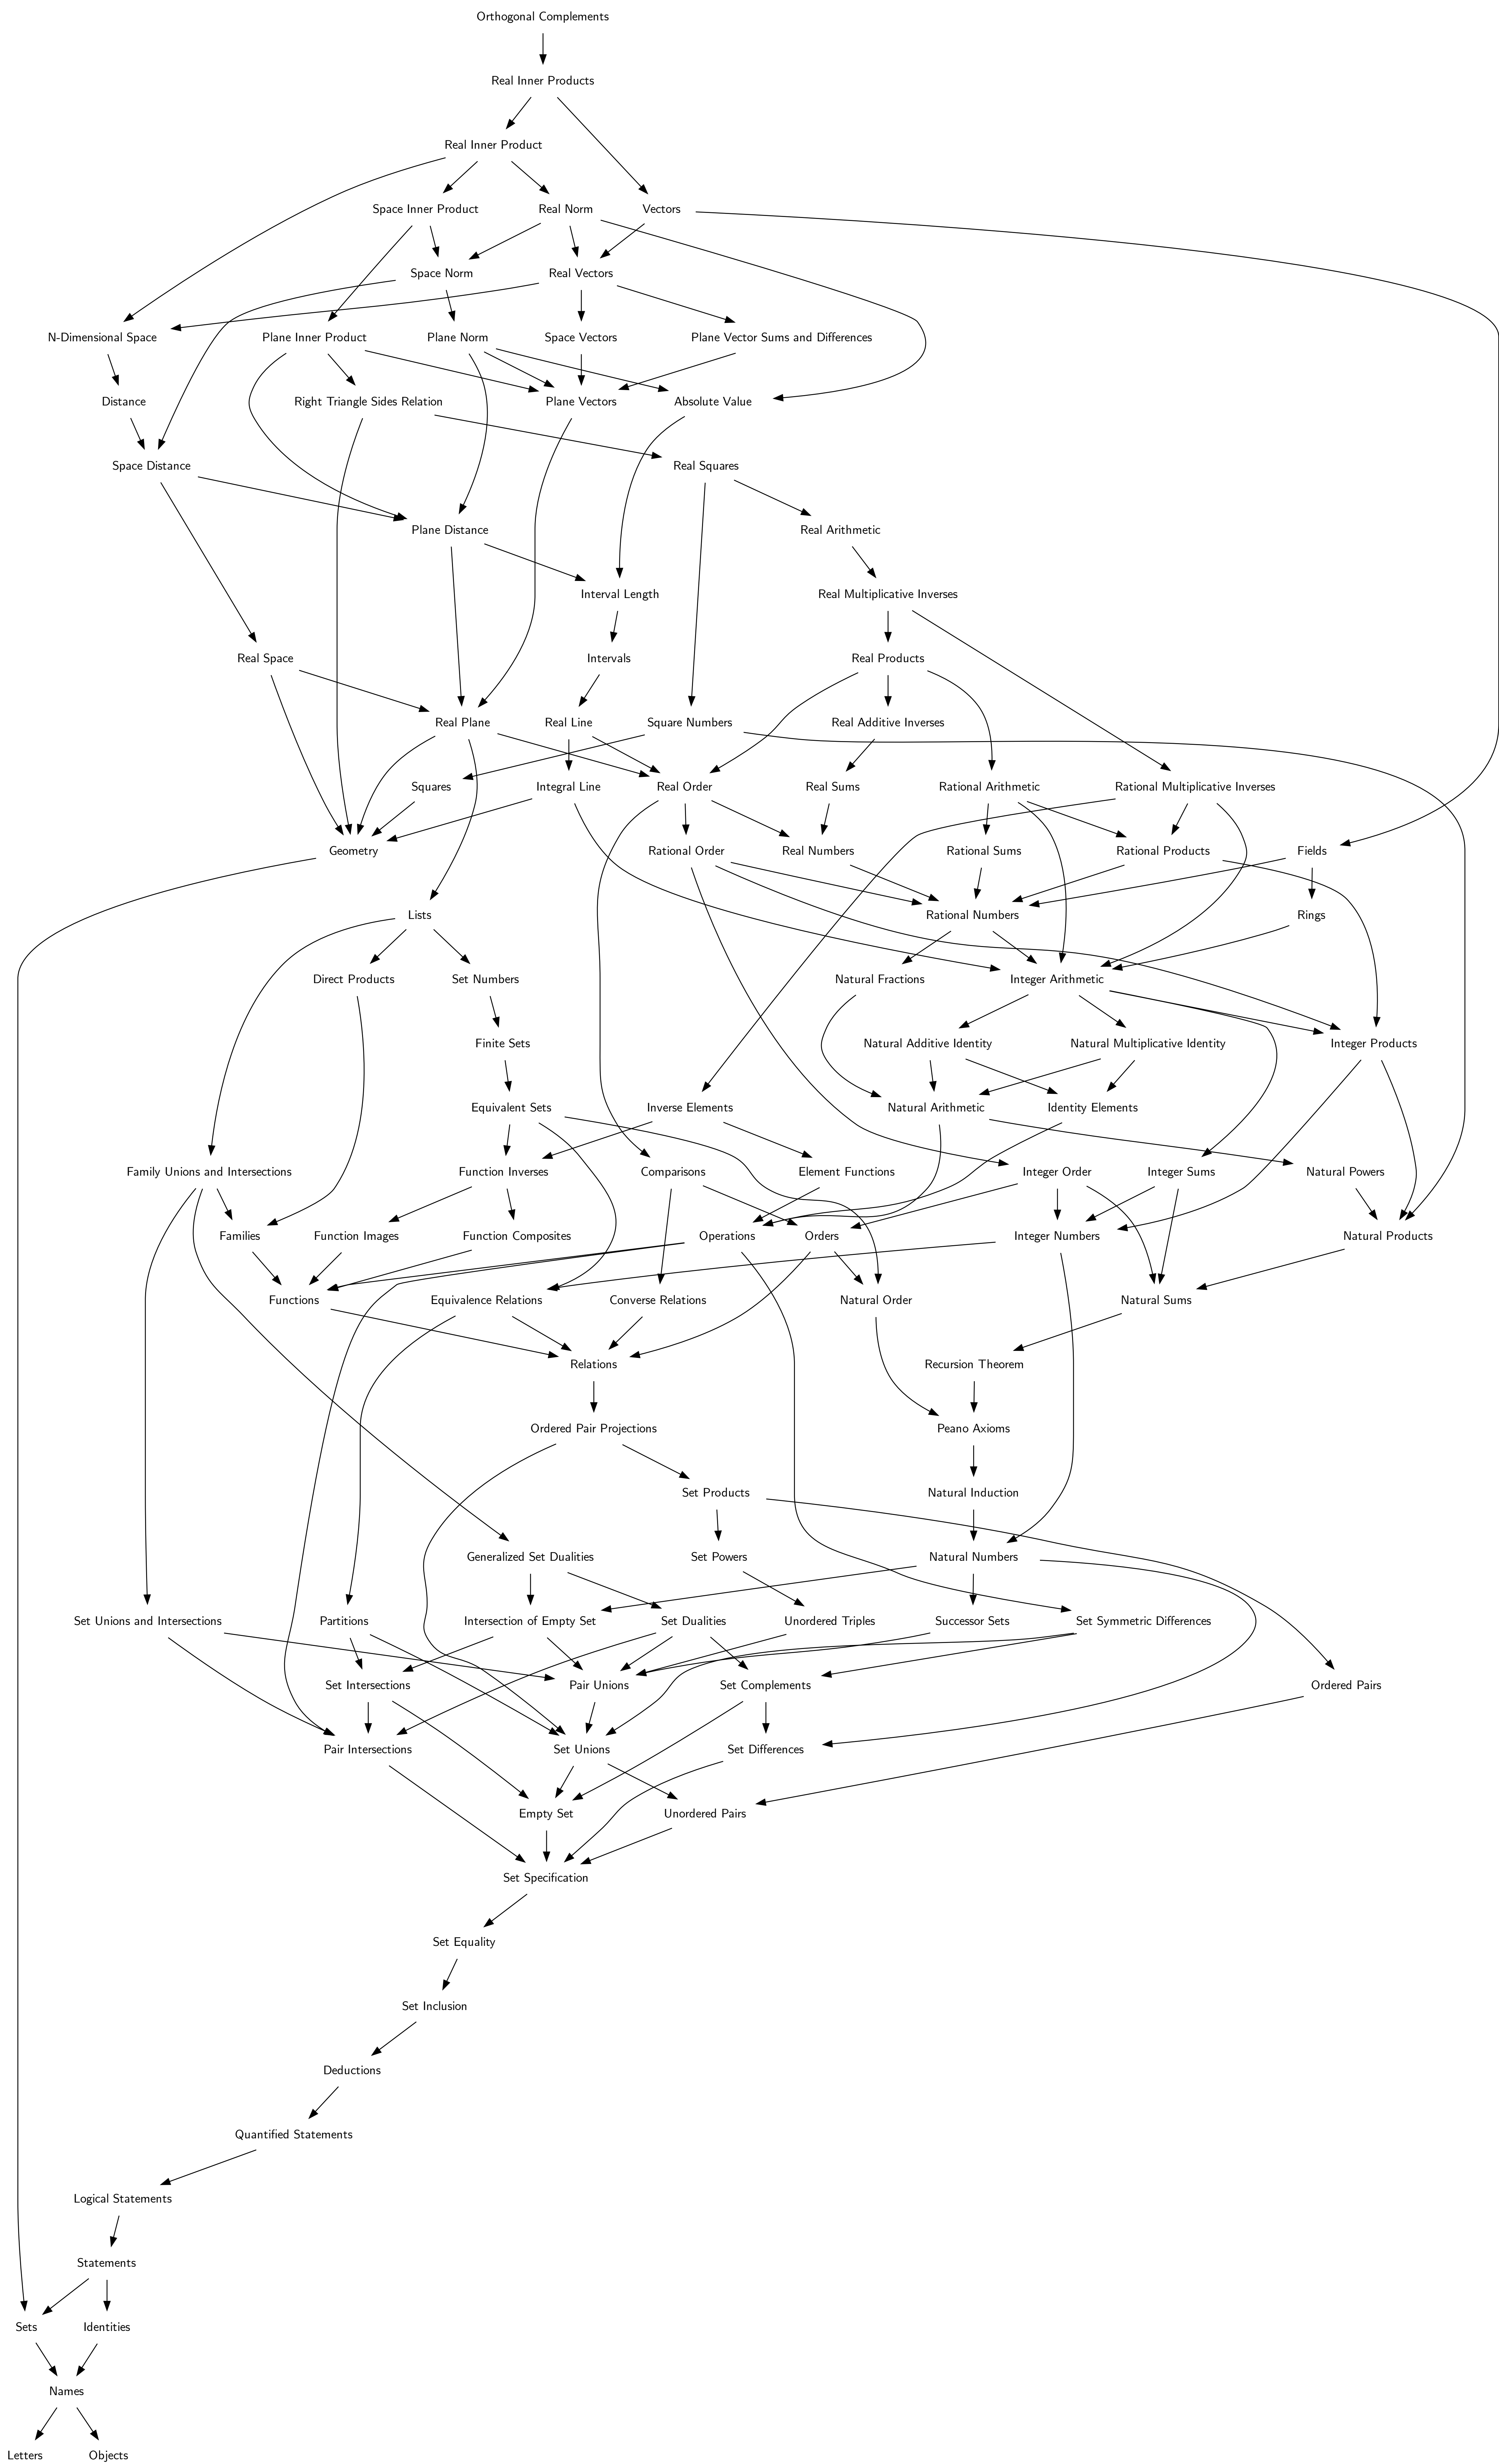 Orthogonal Complements
Real Inner Products
Real Inner Product
Space Inner Product
Real Norm
Vectors
Space Norm
Real Vectors
N-Dimensional Space
Plane Inner Product
Plane Norm
Space Vectors
Plane Vector Sums and Differences
Distance
Right Triangle Sides Relation
Plane Vectors
Absolute Value
Space Distance
Real Squares
Plane Distance
Real Arithmetic
Interval Length
Real Multiplicative Inverses
Real Space
Intervals
Real Products
Real Plane
Real Line
Square Numbers
Real Additive Inverses
Squares
Integral Line
Real Order
Real Sums
Rational Arithmetic
Rational Multiplicative Inverses
Geometry
Rational Order
Real Numbers
Rational Sums
Rational Products
Fields
Lists
Rational Numbers
Rings
Direct Products
Set Numbers
Natural Fractions
Integer Arithmetic
Finite Sets
Natural Additive Identity
Natural Multiplicative Identity
Integer Products
Equivalent Sets
Inverse Elements
Natural Arithmetic
Identity Elements
Family Unions and Intersections
Function Inverses
Comparisons
Element Functions
Integer Order
Integer Sums
Natural Powers
Families
Function Images
Function Composites
Operations
Orders
Integer Numbers
Natural Products
Functions
Equivalence Relations
Converse Relations
Natural Order
Natural Sums
Relations
Recursion Theorem
Ordered Pair Projections
Peano Axioms
Set Products
Natural Induction
Generalized Set Dualities
Set Powers
Natural Numbers
Set Unions and Intersections
Partitions
Intersection of Empty Set
Set Dualities
Unordered Triples
Successor Sets
Set Symmetric Differences
Set Intersections
Pair Unions
Set Complements
Ordered Pairs
Pair Intersections
Set Unions
Set Differences
Empty Set
Unordered Pairs
Set Specification
Set Equality
Set Inclusion
Deductions
Quantified Statements
Logical Statements
Statements
Sets
Identities
Names
Letters
Objects